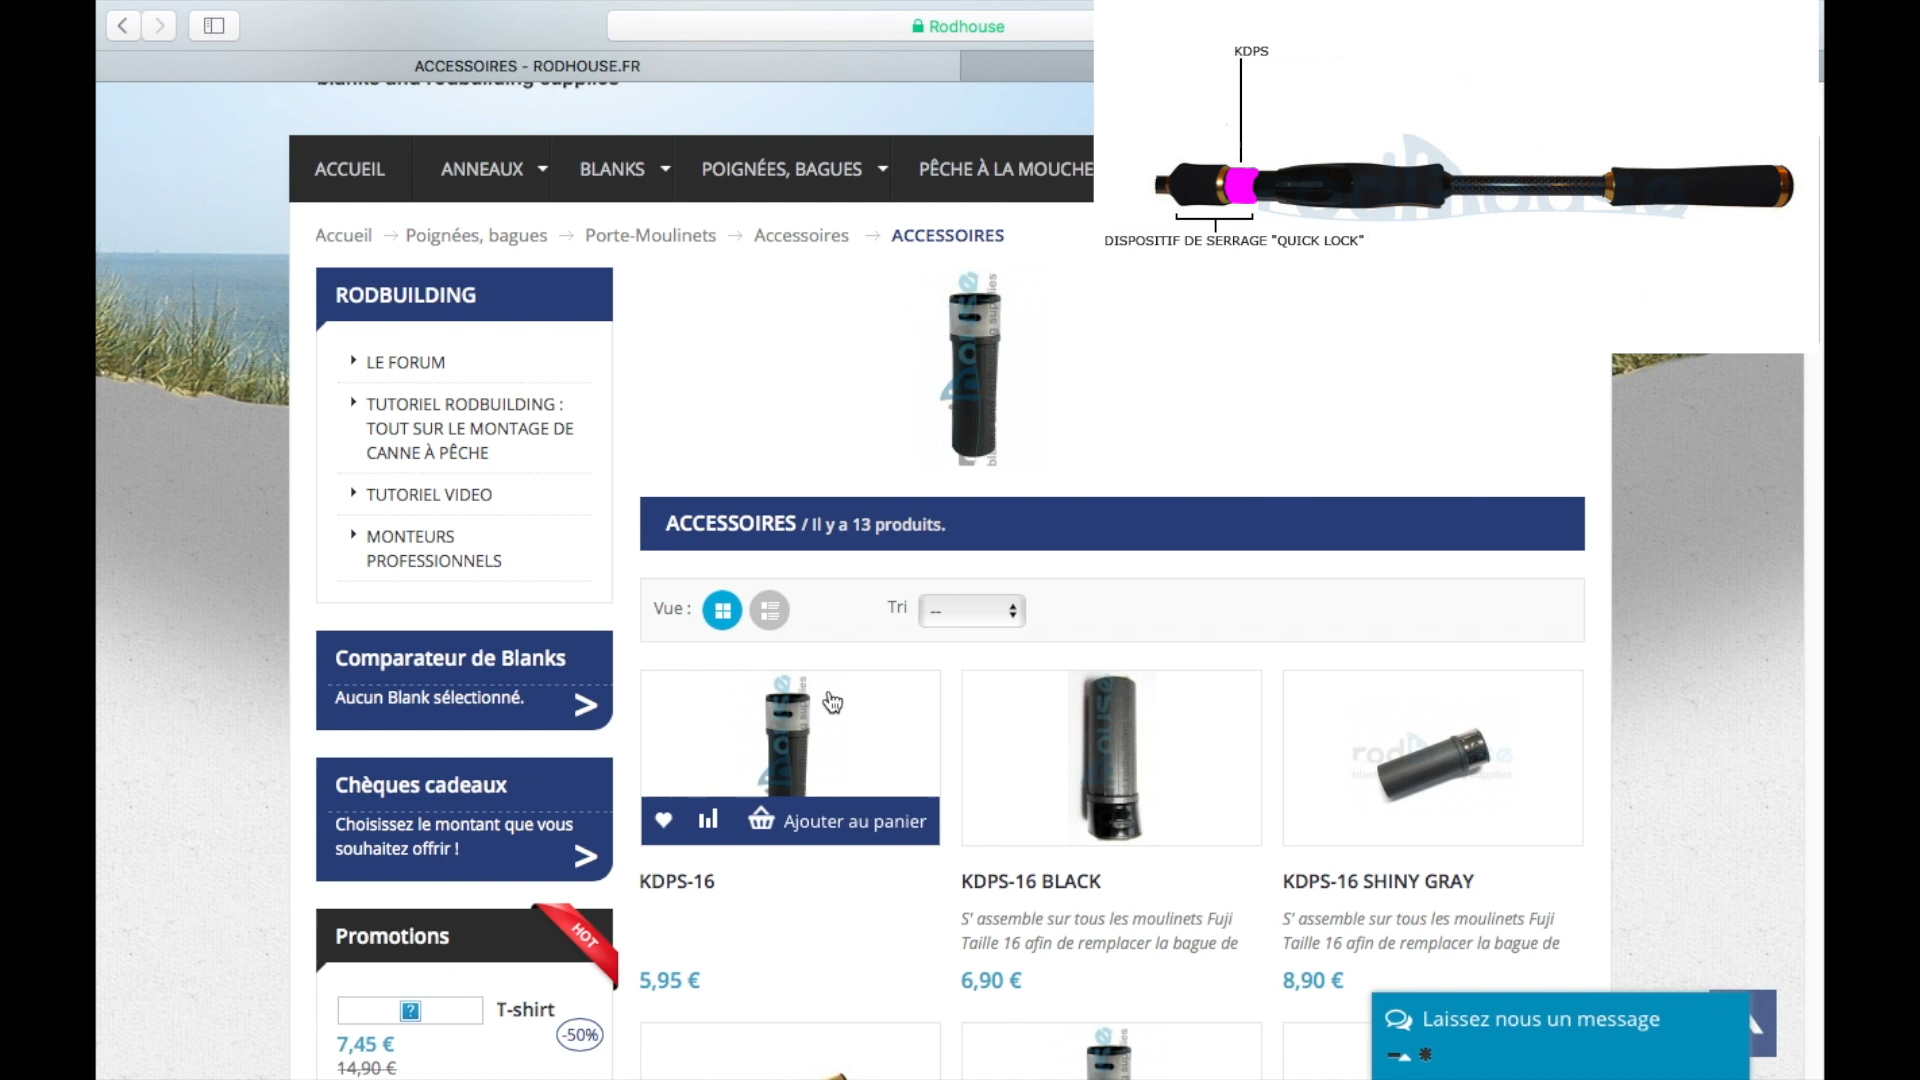 Rodhouse
ACCESSOIRES - RODHOUSE.FR
blanks and rodbuilding supplies
KDPS
DISPOSITIF DE SERRAGE "QUICK LOCK"
ACCUEIL
ANNEAUX
BLANKS
POIGNÉES, BAGUES
PÊCHE À LA MOUCHE
Accueil → Poignées, bagues → Porte-Moulinets → Accessoires → ACCESSOIRES
RODBUILDING
LE FORUM
TUTORIEL RODBUILDING :
TOUT SUR LE MONTAGE DE
CANNE À PÊCHE
TUTORIEL VIDEO
MONTEURS
PROFESSIONNELS
Comparateur de Blanks
Aucun Blank sélectionné.
>
Chèques cadeaux
Choisissez le montant que vous
souhaitez offrir !
>
Promotions
HOT
T-shirt
7,45 €
-50%
14,90 €
ACCESSOIRES / Il y a 13 produits.
Vue :
Tri
--
Ajouter au panier
KDPS-16
5,95 €
KDPS-16 BLACK
S' assemble sur tous les moulinets Fuji
Taille 16 afin de remplacer la bague de
6,90 €
rodhouse
KDPS-16 SHINY GRAY
S' assemble sur tous les moulinets Fuji
Taille 16 afin de remplacer la bague de
8,90 €
Laissez nous un message